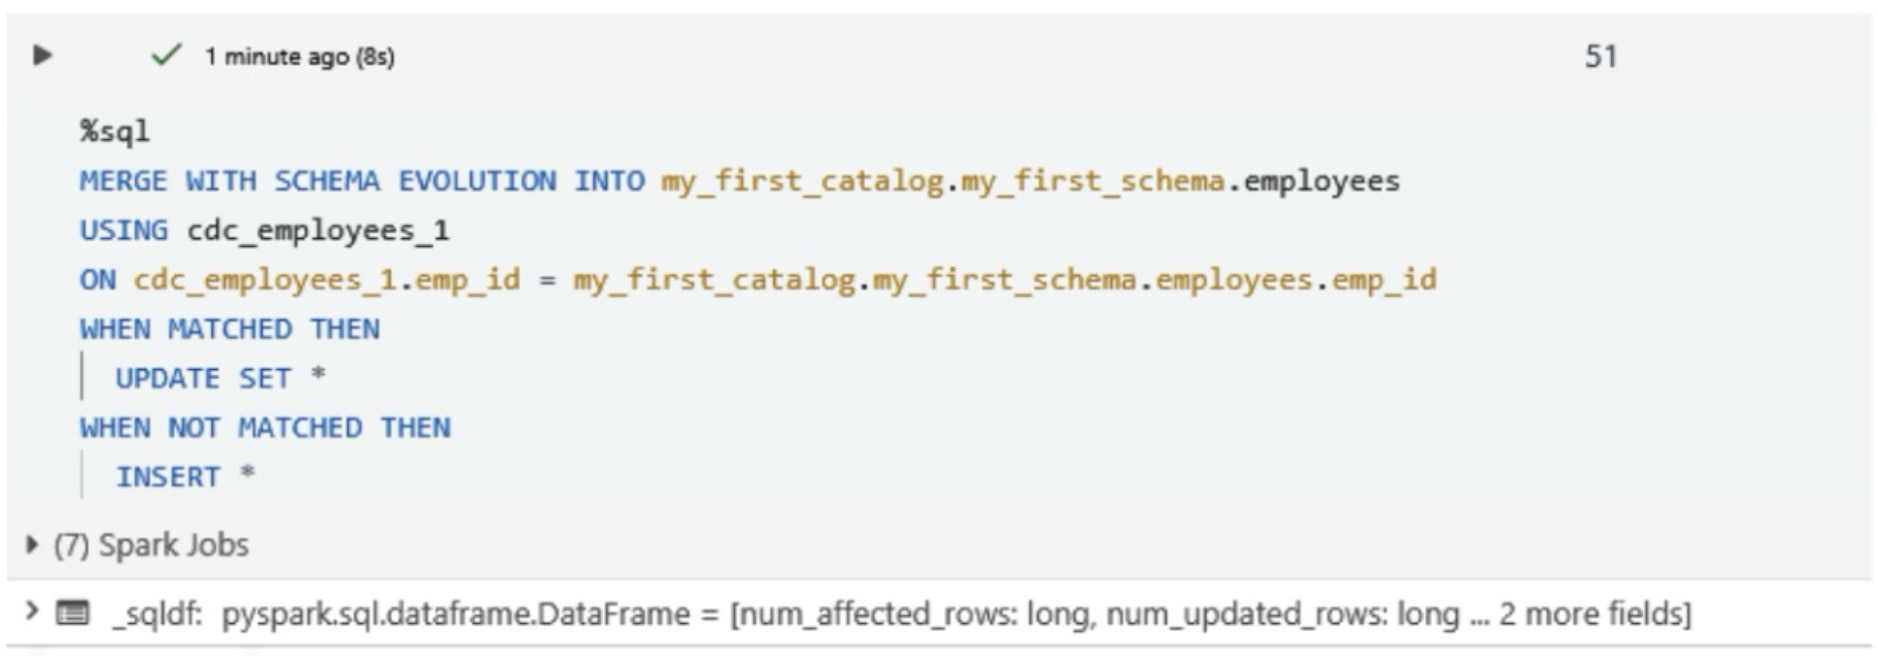 1 minute ago (8s) 51
%sql
MERGE WITH SCHEMA EVOLUTION INTO my_first_catalog.my_first_schema.employees
USING cdc_employees_1
ON cdc_employees_1.emp_id = my_first_catalog.my_first_schema.employees.emp_id
WHEN MATCHED THEN
UPDATE SET *
WHEN NOT MATCHED THEN
INSERT *
(7) Spark Jobs
_sqldf: pyspark.sql.dataframe.DataFrame = [num_affected_rows: long, num_updated_rows: long ... 2 more fields]